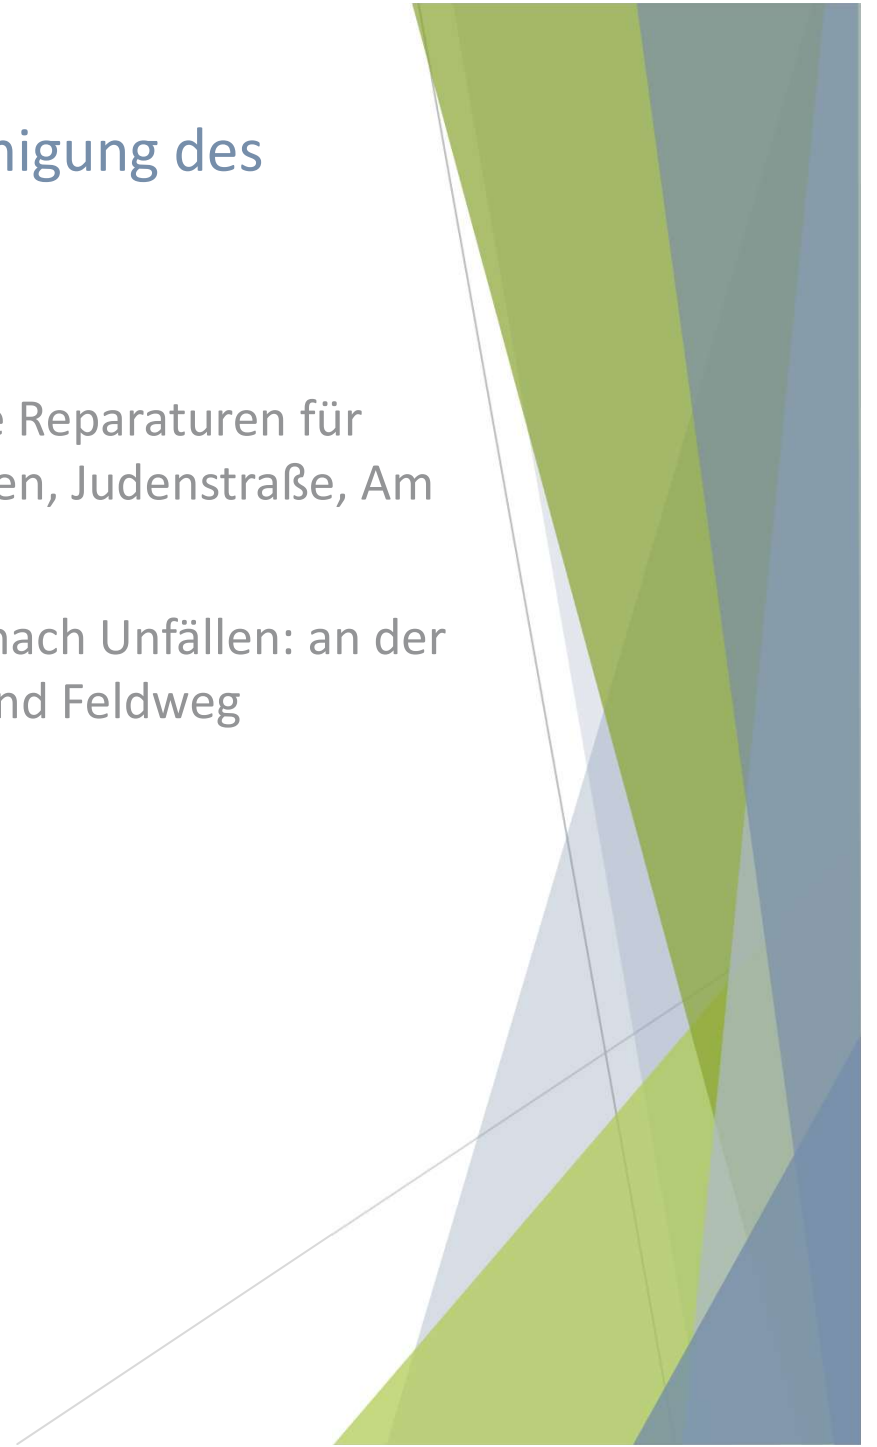 nigung des
e Reparaturen für
en, Judenstraße, Am
nach Unfällen: an der
nd Feldweg